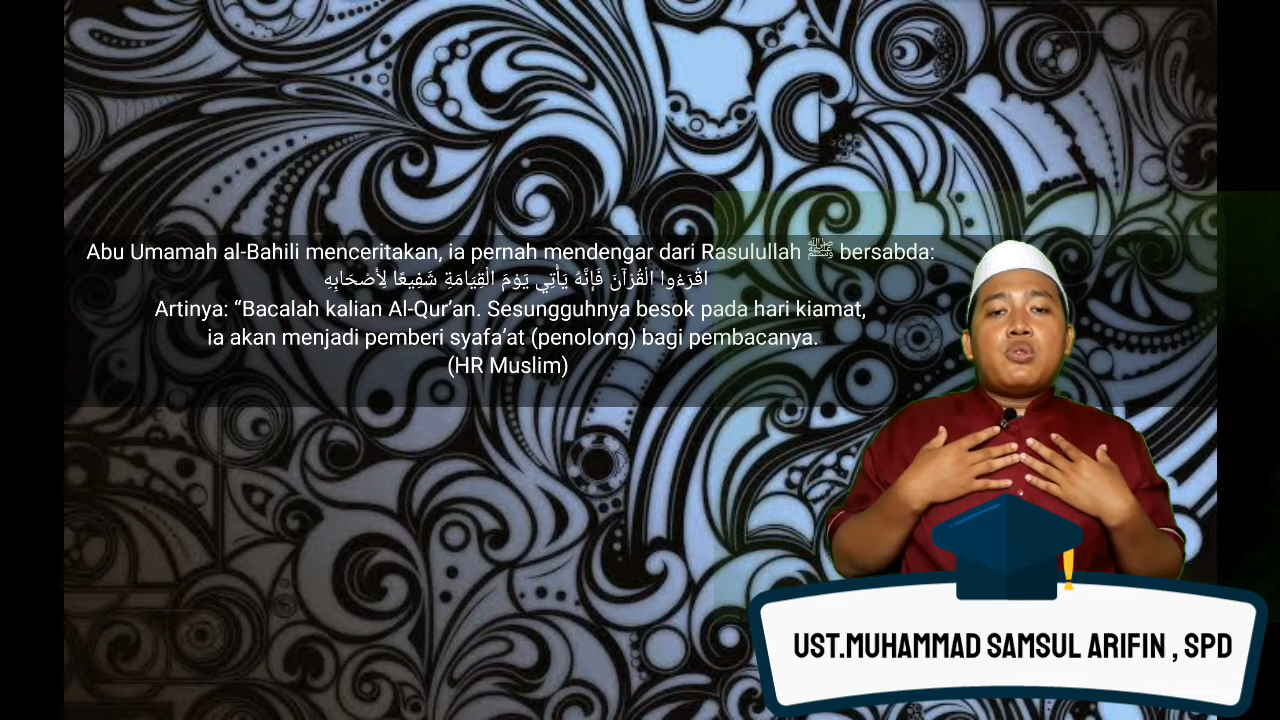 Abu Umamah al-Bahili menceritakan, ia pernah mendengar dari Rasulullah ﷺ bersabda:
اقْرَءُوا الْقُرْآنَ فَإِنَّهُ يَأْتِي يَوْمَ الْقِيَامَةِ شَفِيعًا لأَصْحَابِهِ
Artinya: “Bacalah kalian Al-Qur’an. Sesungguhnya besok pada hari kiamat,
ia akan menjadi pemberi syafa’at (penolong) bagi pembacanya.
(HR Muslim)
UST.MUHAMMAD SAMSUL ARIFIN , SPD